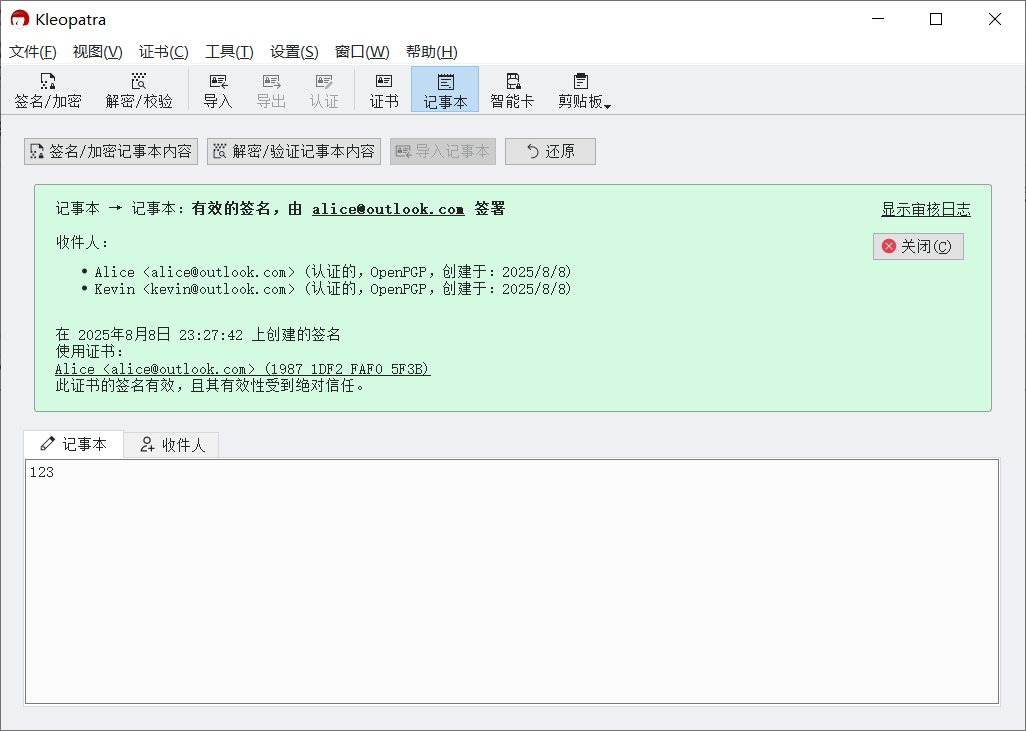 Kleopatra
文件(F) 视图(V) 证书(C) 工具(T) 设置(S) 窗口(W) 帮助(H)
签名/加密 解密/校验 导入 导出 认证 证书 记事本 智能卡 剪贴板
签名/加密记事本内容 解密/验证记事本内容 导入记事本 还原
记事本 → 记事本：有效的签名，由 alice@outlook.com 签署 显示审核日志
收件人： 关闭(C)
• Alice <alice@outlook.com> (认证的，OpenPGP，创建于：2025/8/8)
• Kevin <kevin@outlook.com> (认证的，OpenPGP，创建于：2025/8/8)
在 2025年8月8日 23:27:42 上创建的签名
使用证书：
Alice <alice@outlook.com> (1987 1DF2 FAF0 5F3B)
此证书的签名有效，且其有效性受到绝对信任。
记事本 收件人
123